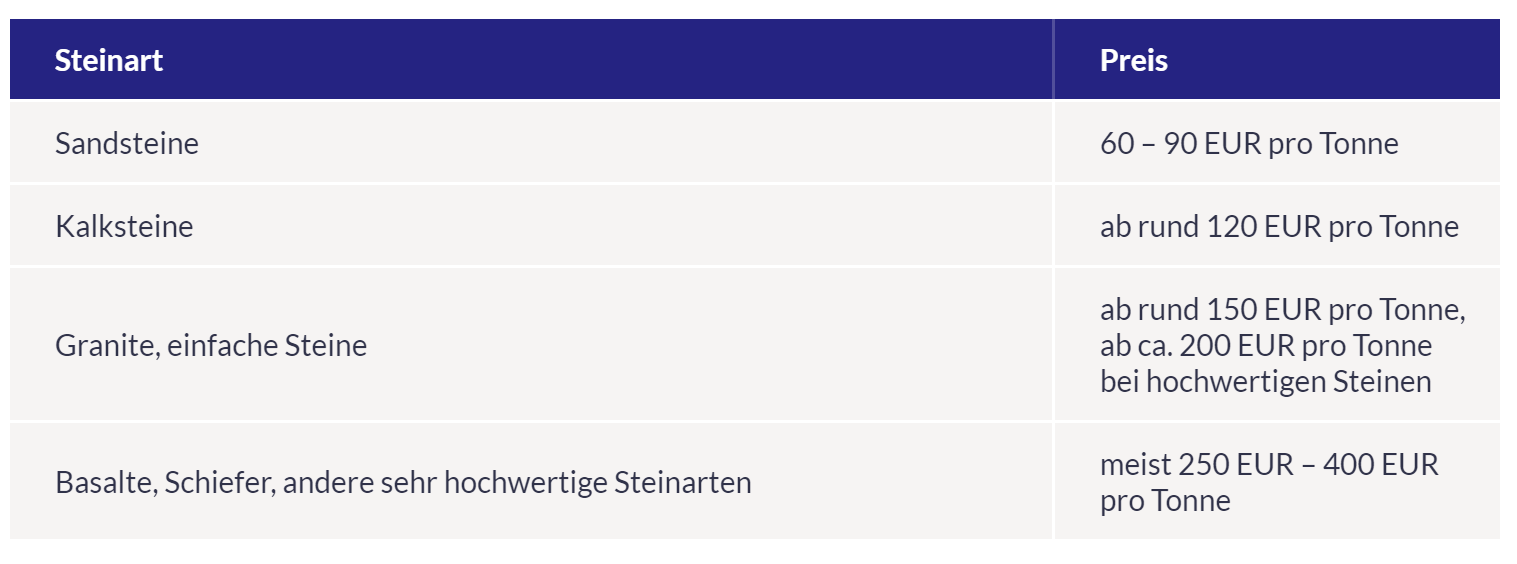 Steinart
Preis
Sandsteine
60 – 90 EUR pro Tonne
Kalksteine
ab rund 120 EUR pro Tonne
Granite, einfache Steine
ab rund 150 EUR pro Tonne,
ab ca. 200 EUR pro Tonne
bei hochwertigen Steinen
Basalte, Schiefer, andere sehr hochwertige Steinarten
meist 250 EUR – 400 EUR
pro Tonne